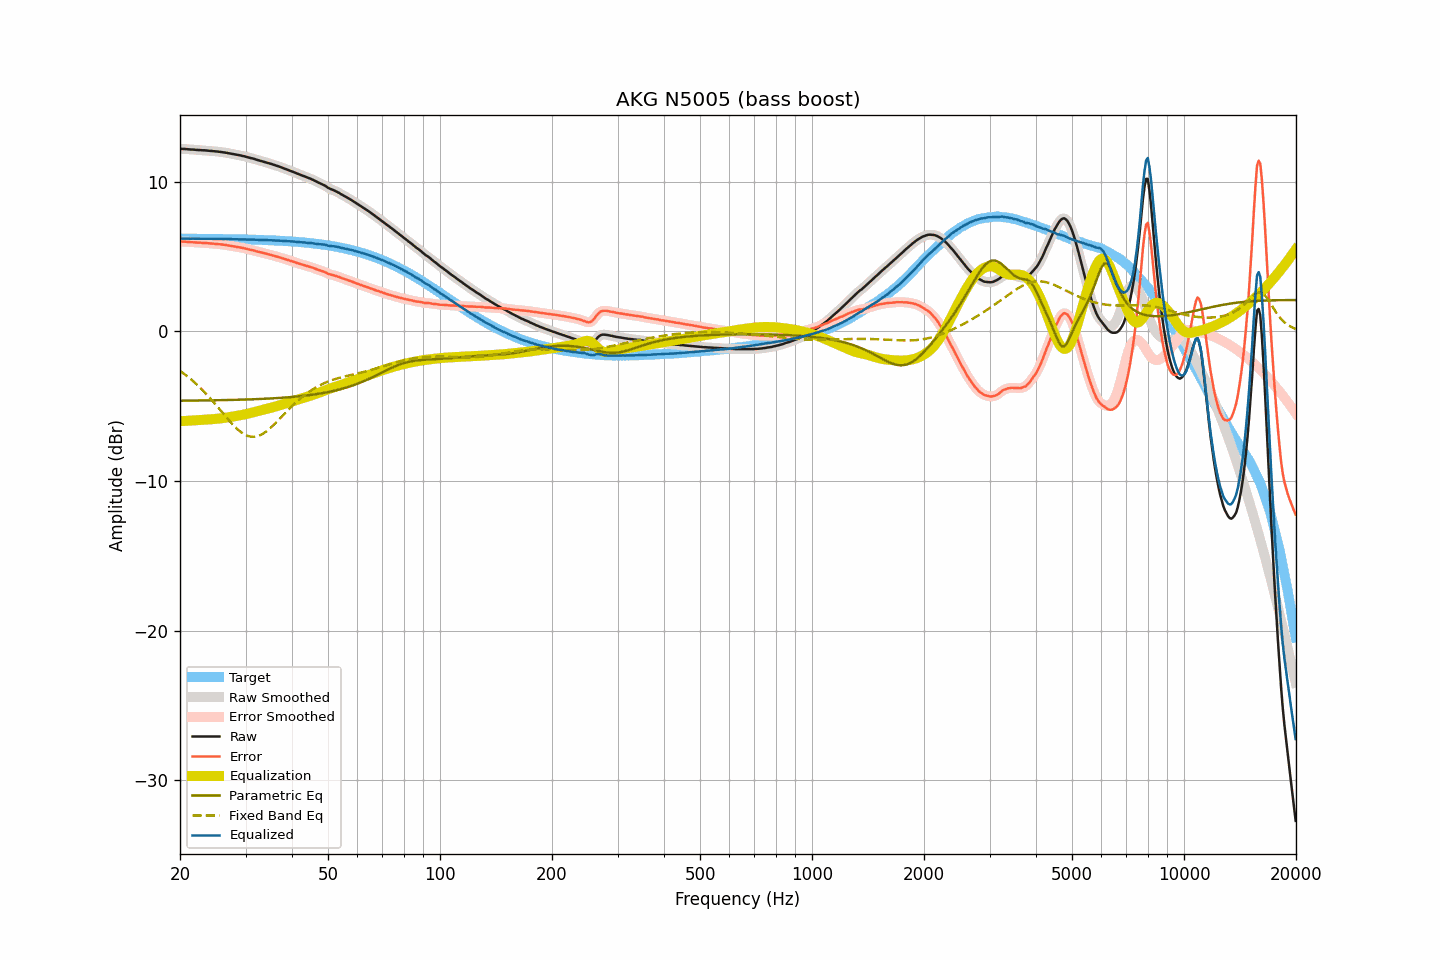 AKG N5005 (bass boost)
10
0
−10
−20
−30
Amplitude (dBr)
Target
Raw Smoothed
Error Smoothed
Raw
Error
Equalization
Parametric Eq
Fixed Band Eq
Equalized
20 50 100 200 500 1000 2000 5000 10000 20000
Frequency (Hz)